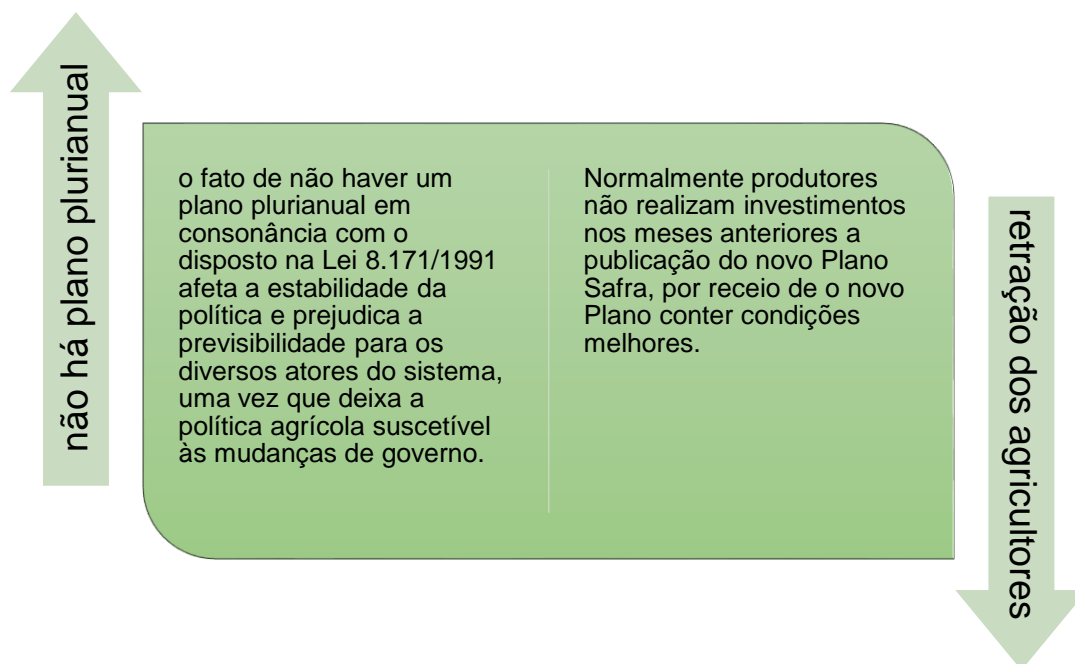 não há plano plurianual
o fato de não haver um
plano plurianual em
consonância com o
disposto na Lei 8.171/1991
afeta a estabilidade da
política e prejudica a
previsibilidade para os
diversos atores do sistema,
uma vez que deixa a
política agrícola suscetível
às mudanças de governo.
Normalmente produtores
não realizam investimentos
nos meses anteriores a
publicação do novo Plano
Safra, por receio de o novo
Plano conter condições
melhores.
retração dos agricultores